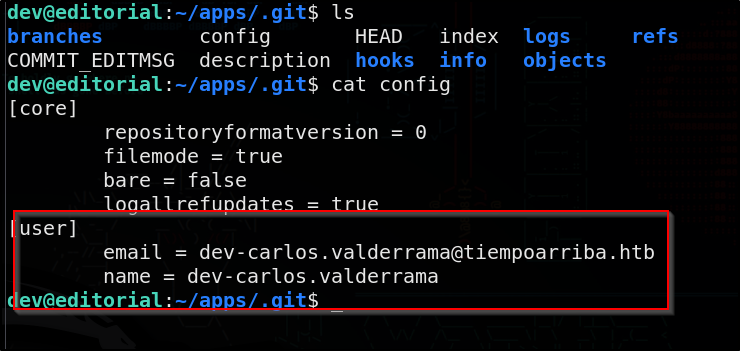 dev@editorial:~/apps/.git$ ls
branches        config       HEAD   index  logs     refs
COMMIT_EDITMSG  description  hooks  info   objects
dev@editorial:~/apps/.git$ cat config
[core]
        repositoryformatversion = 0
        filemode = true
        bare = false
        logallrefupdates = true
[user]
        email = dev-carlos.valderrama@tiempoarriba.htb
        name = dev-carlos.valderrama
dev@editorial:~/apps/.git$ _